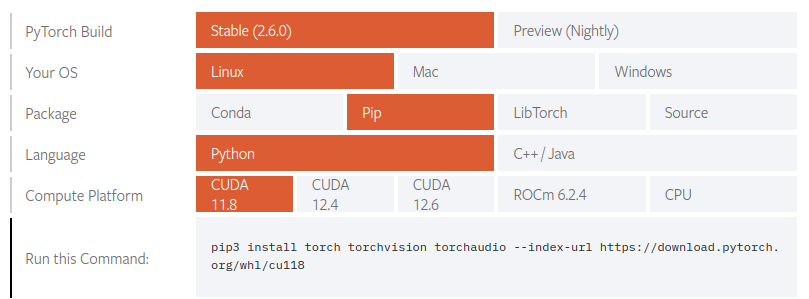 PyTorch Build
Stable (2.6.0)
Preview (Nightly)
Your OS
Linux
Mac
Windows
Package
Conda
Pip
LibTorch
Source
Language
Python
C++ / Java
Compute Platform
CUDA
11.8
CUDA
12.4
CUDA
12.6
ROCm 6.2.4
CPU
Run this Command:
pip3 install torch torchvision torchaudio --index-url https://download.pytorch.
org/whl/cu118